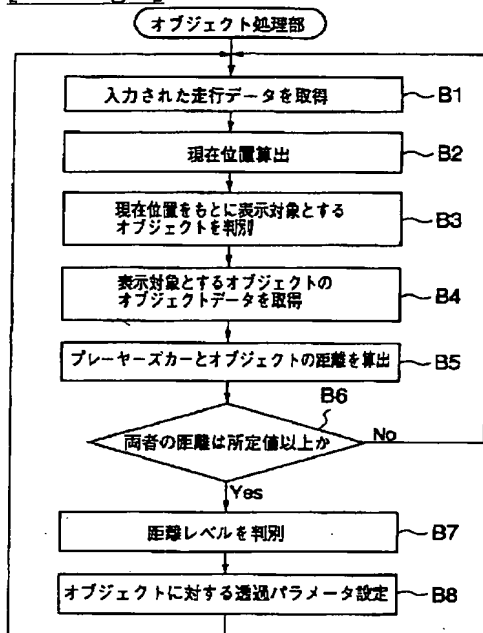 オブジェクト処理部
入力された走行データを取得
B1
現在位置算出
B2
現在位置をもとに表示対象とする
オブジェクトを判別
B3
表示対象とするオブジェクトの
オブジェクトデータを取得
B4
プレーヤーズカーとオブジェクトの距離を算出
B5
B6
両者の距離は所定値以上か
No
Yes
距離レベルを判別
B7
オブジェクトに対する透過パラメータ設定
B8